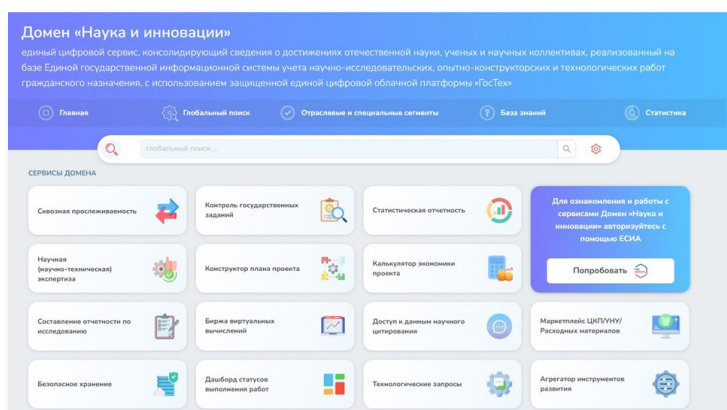 Домен «Наука и инновации»
единый цифровой сервис, консолидирующий сведения о достижениях отечественной науки, ученых и научных коллективах, реализованный на
базе Единой государственной информационной системы учета научно-исследовательских, опытно-конструкторских и технологических работ
гражданского назначения, с использованием защищенной единой цифровой облачной платформы «ГосТех»
Главная
Глобальный поиск
Отраслевые и специальные сегменты
База знаний
Статистика
глобальный поиск ...
СЕРВИСЫ ДОМЕНА
Сквозная прослеживаемость
Контроль государственных
заданий
Статистическая отчетность
Для ознакомления и работы с
сервисами Домен «Наука и
инновации» авторизуйтесь с
помощью ЕСИА
Попробовать
Научная
(научно-техническая)
экспертиза
Конструктор плана проекта
Калькулятор экономики
проекта
Составление отчетности по
исследованию
Биржа виртуальных
вычислений
Доступ к данным научного
цитирования
Маркетплейс ЦКП/УНУ/
Расходных материалов
Безопасное хранение
Дашборд статусов
выполнения работ
Технологические запросы
Агрегатор инструментов
развития